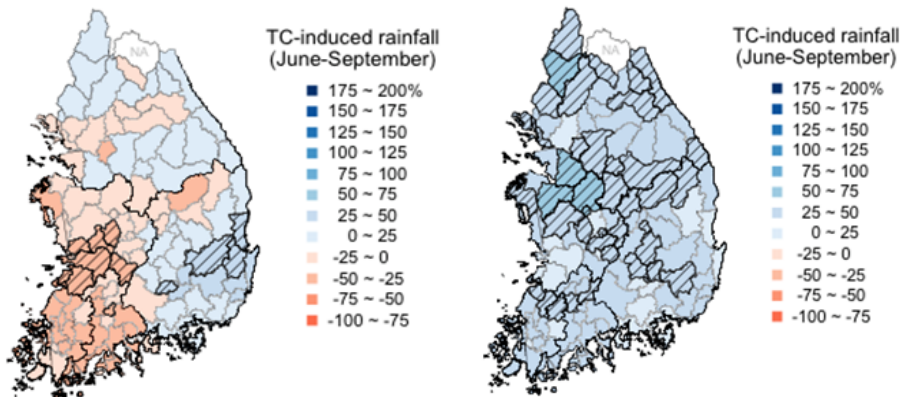 NA
TC-induced rainfall
(June-September)
175 ~ 200%
150 ~ 175
125 ~ 150
100 ~ 125
75 ~ 100
50 ~ 75
25 ~ 50
0 ~ 25
-25 ~ 0
-50 ~ -25
-75 ~ -50
-100 ~ -75
NA
TC-induced rainfall
(June-September)
175 ~ 200%
150 ~ 175
125 ~ 150
100 ~ 125
75 ~ 100
50 ~ 75
25 ~ 50
0 ~ 25
-25 ~ 0
-50 ~ -25
-75 ~ -50
-100 ~ -75